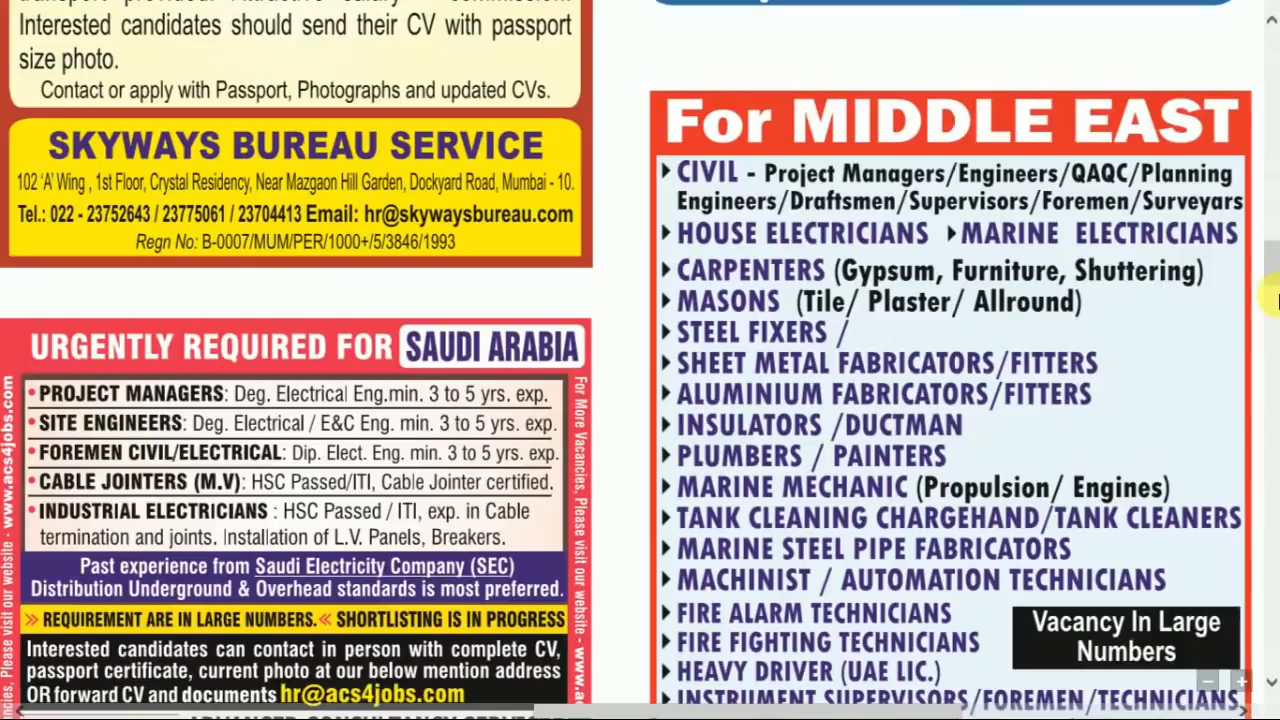 Interested candidates should send their CV with passport
size photo.
Contact or apply with Passport, Photographs and updated CVs.
SKYWAYS BUREAU SERVICE
102 ‘A’ Wing , 1st Floor, Crystal Residency, Near Mazgaon Hill Garden, Dockyard Road, Mumbai - 10.
Tel.: 022 - 23752643 / 23775061 / 23704413 Email: hr@skywaysbureau.com
Regn No: B-0007/MUM/PER/1000+/5/3846/1993
URGENTLY REQUIRED FOR SAUDI ARABIA
• PROJECT MANAGERS: Deg. Electrical Eng.min. 3 to 5 yrs. exp.
• SITE ENGINEERS: Deg. Electrical / E&C Eng. min. 3 to 5 yrs. exp.
• FOREMEN CIVIL/ELECTRICAL: Dip. Elect. Eng. min. 3 to 5 yrs. exp.
• CABLE JOINTERS (M.V): HSC Passed/ITI, Cable Jointer certified.
• INDUSTRIAL ELECTRICIANS : HSC Passed / ITI, exp. in Cable
termination and joints. Installation of L.V. Panels, Breakers.
Past experience from Saudi Electricity Company (SEC)
Distribution Underground & Overhead standards is most preferred.
» REQUIREMENT ARE IN LARGE NUMBERS. « SHORTLISTING IS IN PROGRESS
Interested candidates can contact in person with complete CV,
passport certificate, current photo at our below mention address
OR forward CV and documents hr@acs4jobs.com
Please visit our website - www.acs4jobs.com
For More Vacancies, Please visit our website - www.
For MIDDLE EAST
CIVIL - Project Managers/Engineers/QAQC/Planning
Engineers/Draftsmen/Supervisors/Foremen/Surveyars
HOUSE ELECTRICIANS MARINE ELECTRICIANS
CARPENTERS (Gypsum, Furniture, Shuttering)
MASONS (Tile/ Plaster/ Allround)
STEEL FIXERS /
SHEET METAL FABRICATORS/FITTERS
ALUMINIUM FABRICATORS/FITTERS
INSULATORS /DUCTMAN
PLUMBERS / PAINTERS
MARINE MECHANIC (Propulsion/ Engines)
TANK CLEANING CHARGEHAND/TANK CLEANERS
MARINE STEEL PIPE FABRICATORS
MACHINIST / AUTOMATION TECHNICIANS
FIRE ALARM TECHNICIANS
FIRE FIGHTING TECHNICIANS
HEAVY DRIVER (UAE LIC.)
INSTRUMENT SUPERVISORS/FOREMEN/TECHNICIANS
Vacancy In Large
Numbers